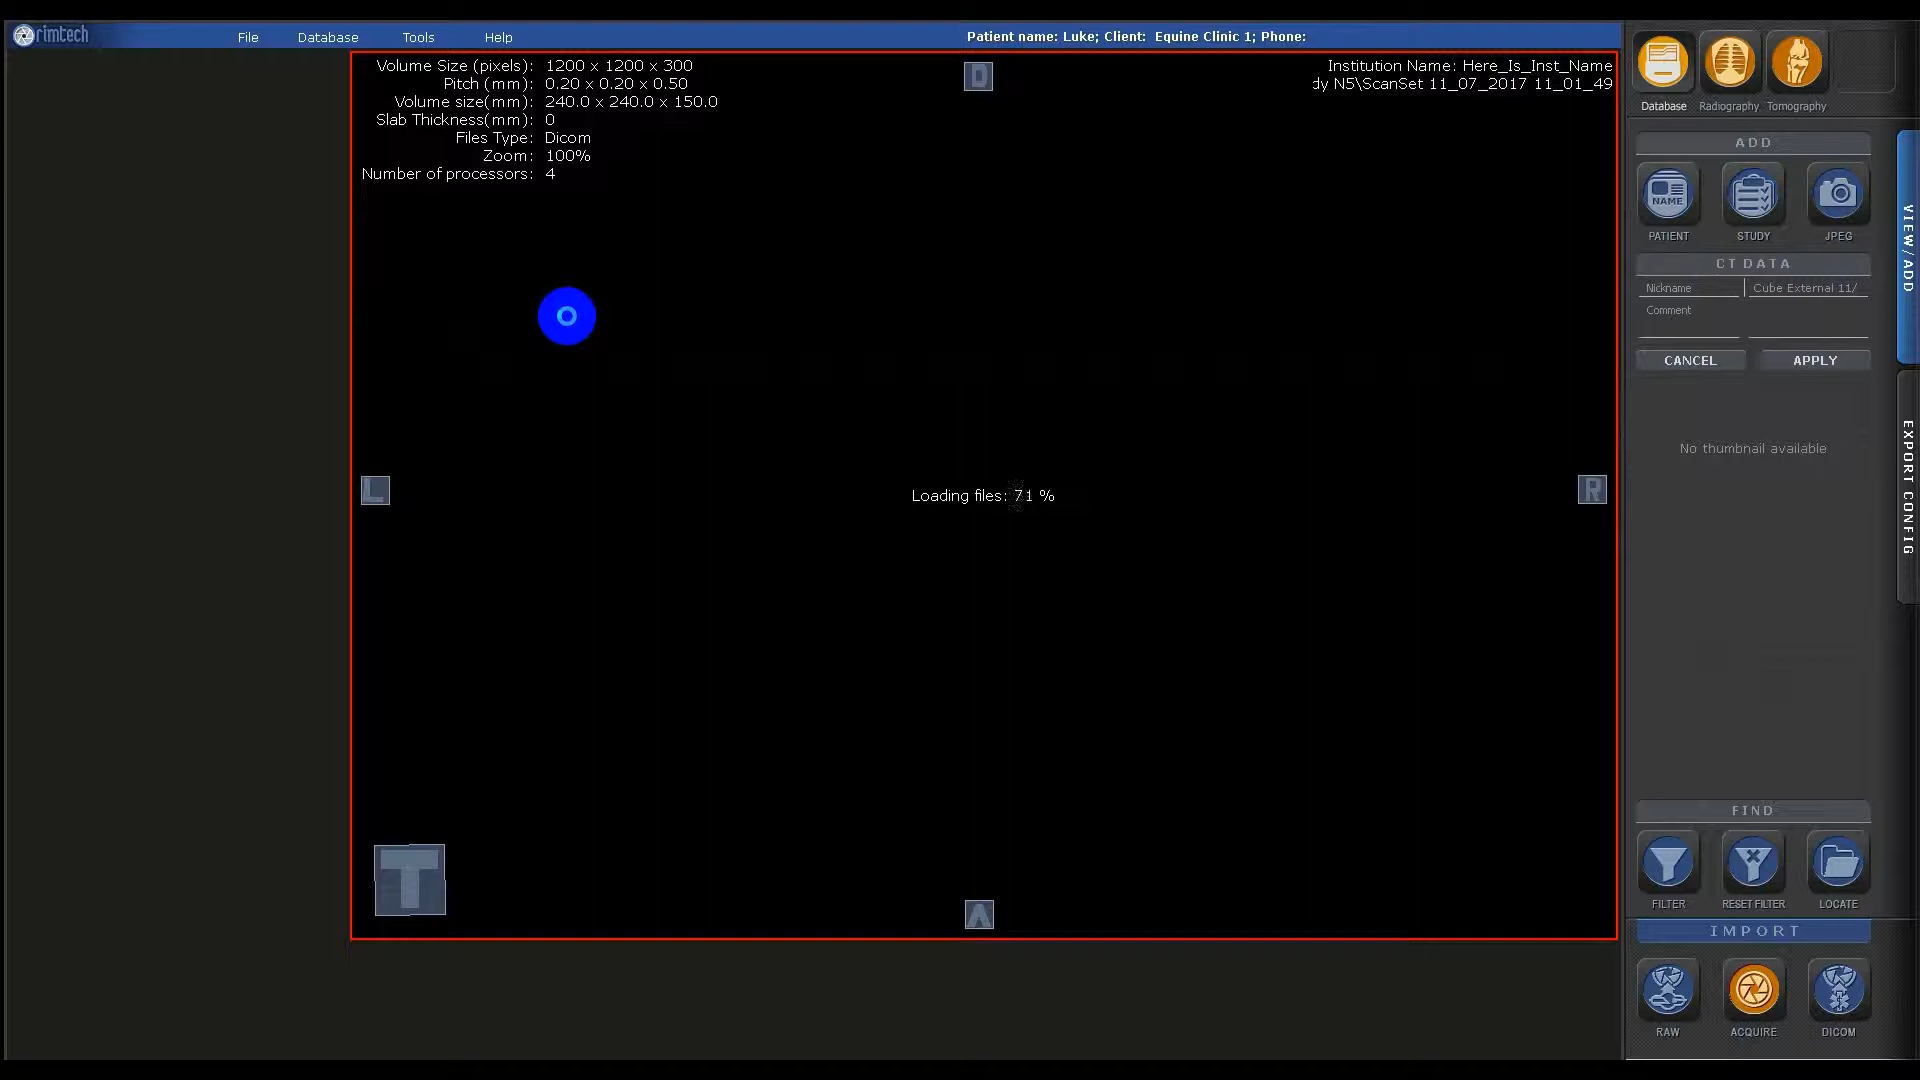 rimtech
File Database Tools Help
Patient name: Luke; Client: Equine Clinic 1; Phone:
Volume Size (pixels): 1200 x 1200 x 300
Pitch (mm): 0.20 x 0.20 x 0.50
Volume size(mm): 240.0 x 240.0 x 150.0
Slab Thickness(mm): 0
Files Type: Dicom
Zoom: 100%
Number of processors: 4
D
Institution Name: Here_Is_Inst_Name
dy N5\ScanSet 11_07_2017 11_01_49
L
Loading files: 71 %
R
T
A
Database Radiography Tomography
ADD
NAME
PATIENT STUDY JPEG
CT DATA
Nickname Cube External 11/
Comment
CANCEL APPLY
No thumbnail available
FIND
FILTER RESET FILTER LOCATE
IMPORT
RAW ACQUIRE DICOM
VIEW/ADD
EXPORT CONFIG